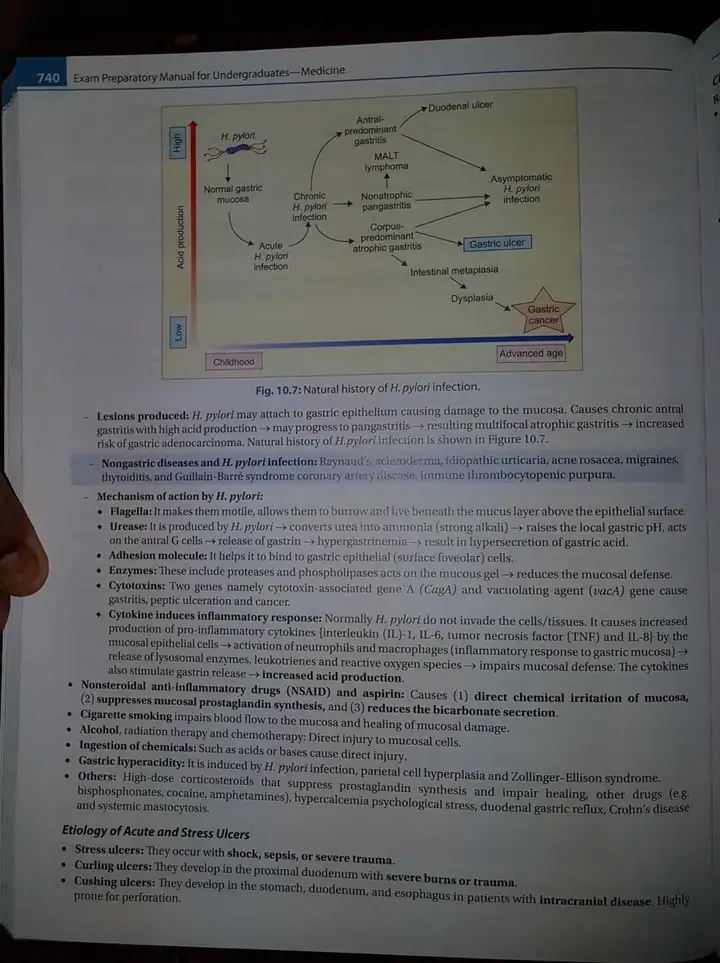 740 Exam Preparatory Manual for Undergraduates—Medicine
High
Acid production
Low
H. pylori
Normal gastric
mucosa
Acute
H. pylori
infection
Chronic
H. pylori
infection
Antral-
predominant
gastritis
Duodenal ulcer
MALT
lymphoma
Nonatrophic
pangastritis
Asymptomatic
H. pylori
infection
Corpus-
predominant
atrophic gastritis
Gastric ulcer
Intestinal metaplasia
Dysplasia
Gastric
cancer
Childhood
Advanced age
Fig. 10.7: Natural history of H. pylori infection.
– Lesions produced: H. pylori may attach to gastric epithelium causing damage to the mucosa. Causes chronic antral
gastritis with high acid production → may progress to pangastritis → resulting multifocal atrophic gastritis → increased
risk of gastric adenocarcinoma. Natural history of H.pylori infection is shown in Figure 10.7.
– Nongastric diseases and H. pylori infection: Raynaud's, scleroderma, idiopathic urticaria, acne rosacea, migraines,
thyroiditis, and Guillain-Barré syndrome coronary artery disease, immune thrombocytopenic purpura.
– Mechanism of action by H. pylori:
◆ Flagella: It makes them motile, allows them to burrow and live beneath the mucus layer above the epithelial surface.
◆ Urease: It is produced by H. pylori → converts urea into ammonia (strong alkali) → raises the local gastric pH, acts
on the antral G cells → release of gastrin → hypergastrinemia → result in hypersecretion of gastric acid.
◆ Adhesion molecule: It helps it to bind to gastric epithelial (surface foveolar) cells.
◆ Enzymes: These include proteases and phospholipases acts on the mucous gel → reduces the mucosal defense.
◆ Cytotoxins: Two genes namely cytotoxin-associated gene A (CagA) and vacuolating agent (vacA) gene cause
gastritis, peptic ulceration and cancer.
◆ Cytokine induces inflammatory response: Normally H. pylori do not invade the cells/tissues. It causes increased
production of pro-inflammatory cytokines {interleukin (IL)-1, IL-6, tumor necrosis factor (TNF) and IL-8} by the
mucosal epithelial cells → activation of neutrophils and macrophages (inflammatory response to gastric mucosa) →
release of lysosomal enzymes, leukotrienes and reactive oxygen species → impairs mucosal defense. The cytokines
also stimulate gastrin release → increased acid production.
• Nonsteroidal anti-inflammatory drugs (NSAID) and aspirin: Causes (1) direct chemical irritation of mucosa,
(2) suppresses mucosal prostaglandin synthesis, and (3) reduces the bicarbonate secretion.
• Cigarette smoking impairs blood flow to the mucosa and healing of mucosal damage.
• Alcohol, radiation therapy and chemotherapy: Direct injury to mucosal cells.
• Ingestion of chemicals: Such as acids or bases cause direct injury.
• Gastric hyperacidity: It is induced by H. pylori infection, parietal cell hyperplasia and Zollinger–Ellison syndrome.
• Others: High-dose corticosteroids that suppress prostaglandin synthesis and impair healing, other drugs (e.g.
bisphosphonates, cocaine, amphetamines), hypercalcemia psychological stress, duodenal gastric reflux, Crohn's disease
and systemic mastocytosis.
Etiology of Acute and Stress Ulcers
• Stress ulcers: They occur with shock, sepsis, or severe trauma.
• Curling ulcers: They develop in the proximal duodenum with severe burns or trauma.
• Cushing ulcers: They develop in the stomach, duodenum, and esophagus in patients with intracranial disease. Highly
prone for perforation.